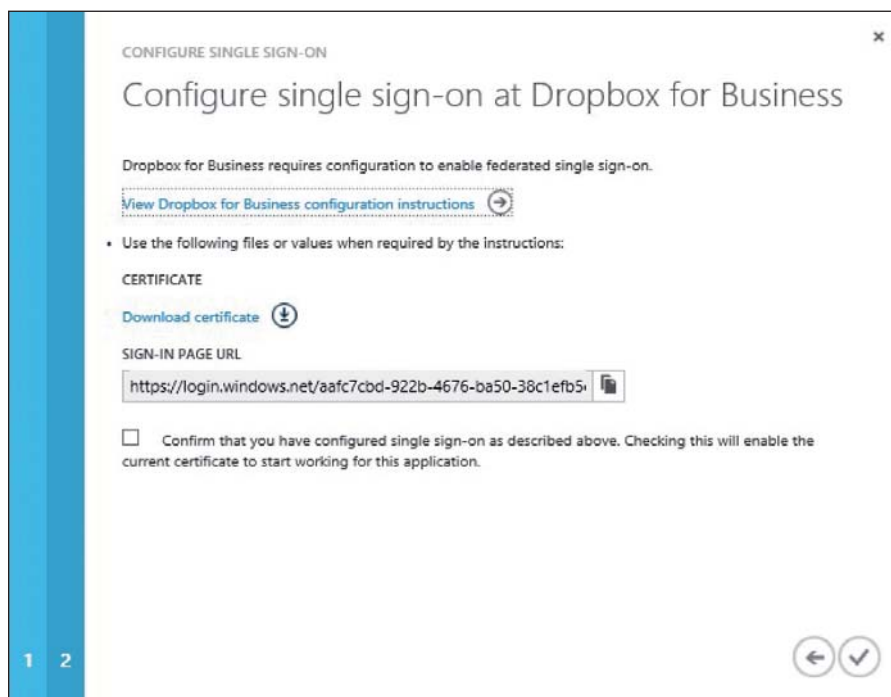 CONFIGURE SINGLE SIGN-ON
Configure single sign-on at Dropbox for Business
Dropbox for Business requires configuration to enable federated single sign-on.
View Dropbox for Business configuration instructions
• Use the following files or values when required by the instructions:
CERTIFICATE
Download certificate
SIGN-IN PAGE URL
https://login.windows.net/aafc7cbd-922b-4676-ba50-38c1efb5
Confirm that you have configured single sign-on as described above. Checking this will enable the
current certificate to start working for this application.
1 2